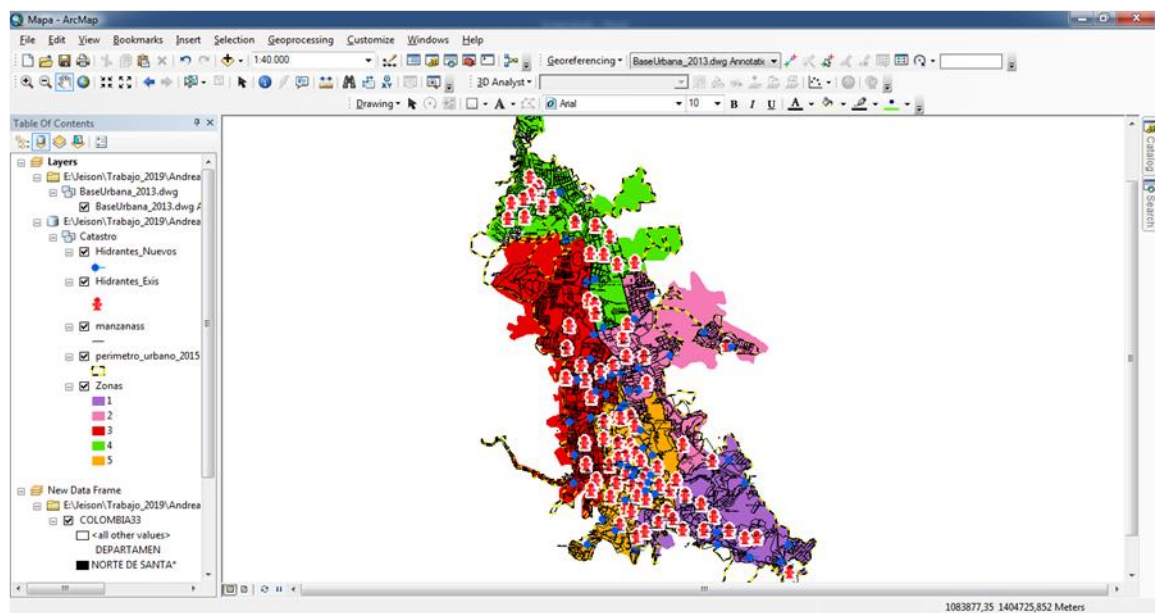 Mapa - ArcMap
File Edit View Bookmarks Insert Selection Geoprocessing Customize Windows Help
1:40.000
Georeferencing
BaseUrbana_2013.dwg Annotatic
3D Analyst
Drawing
A
Arial
10
B I U A
Table Of Contents
Layers
E:\Jeison\Trabajo_2019\Andrea
BaseUrbana_2013.dwg
BaseUrbana_2013.dwg A
E:\Jeison\Trabajo_2019\Andrea
Catastro
Hidrantes_Nuevos
Hidrantes_Exis
manzanass
perimetro_urbano_2015
Zonas
1
2
3
4
5
New Data Frame
E:\Jeison\Trabajo_2019\Andrea
COLOMBIA33
<all other values>
DEPARTAMEN
NORTE DE SANTA*
Catalog
Search
1083877,35 1404725,852 Meters